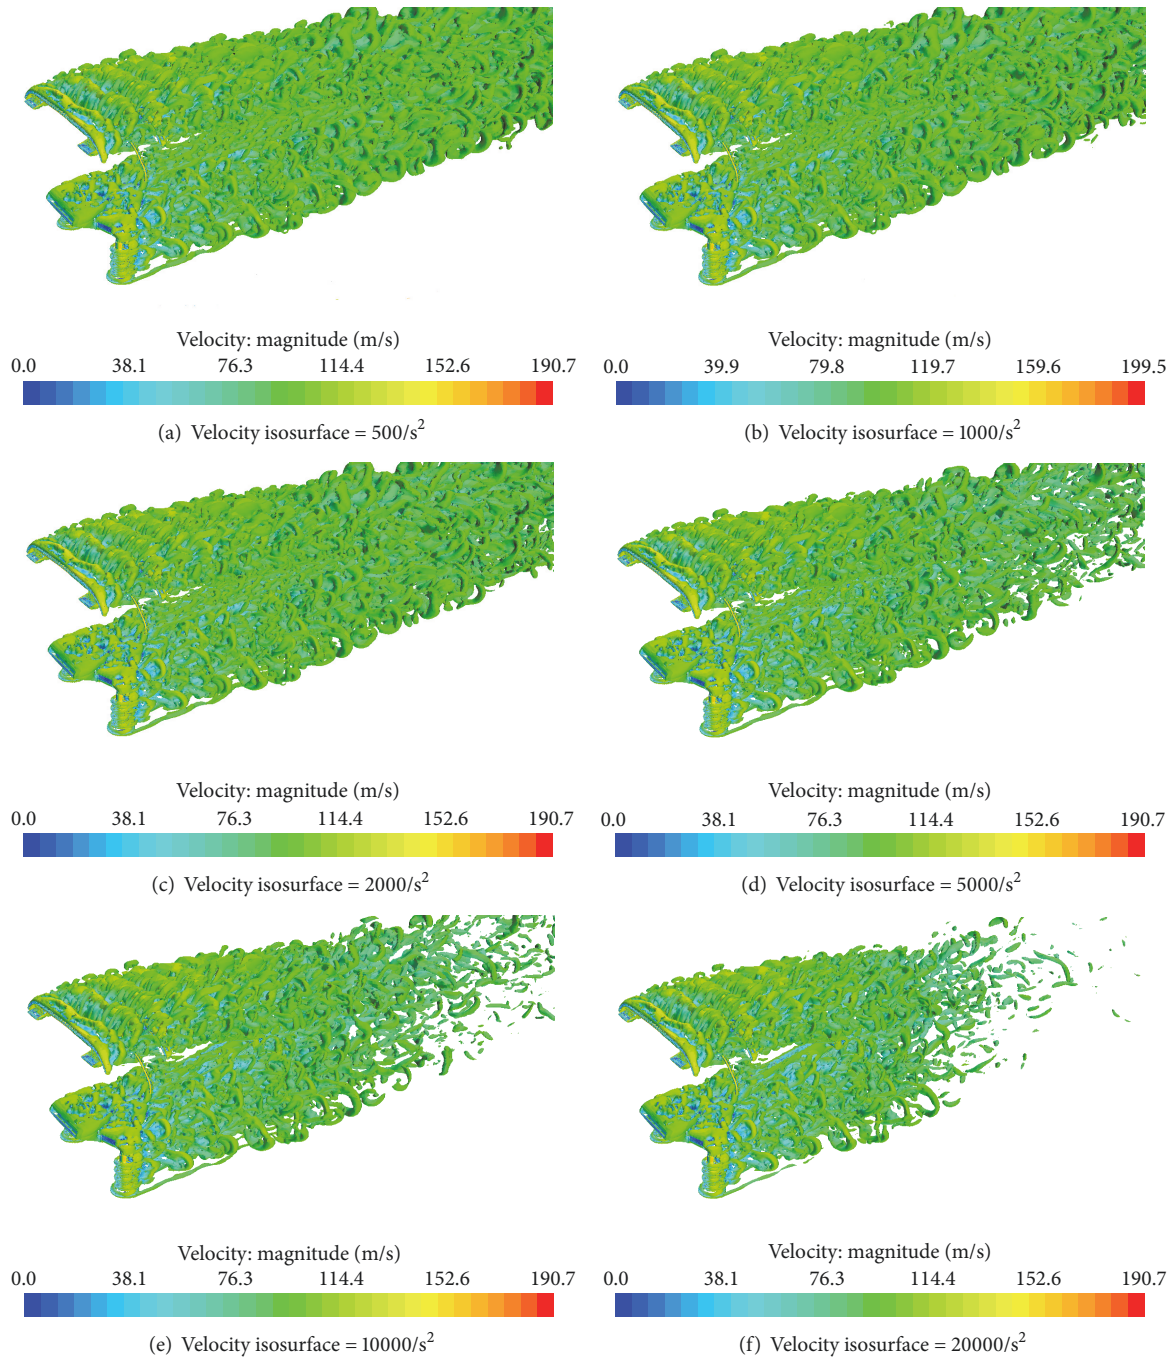 Velocity: magnitude (m/s)
0.0 38.1 76.3 114.4 152.6 190.7
(a) Velocity isosurface = 500/s²
Velocity: magnitude (m/s)
0.0 39.9 79.8 119.7 159.6 199.5
(b) Velocity isosurface = 1000/s²
Velocity: magnitude (m/s)
0.0 38.1 76.3 114.4 152.6 190.7
(c) Velocity isosurface = 2000/s²
Velocity: magnitude (m/s)
0.0 38.1 76.3 114.4 152.6 190.7
(d) Velocity isosurface = 5000/s²
Velocity: magnitude (m/s)
0.0 38.1 76.3 114.4 152.6 190.7
(e) Velocity isosurface = 10000/s²
Velocity: magnitude (m/s)
0.0 38.1 76.3 114.4 152.6 190.7
(f) Velocity isosurface = 20000/s²